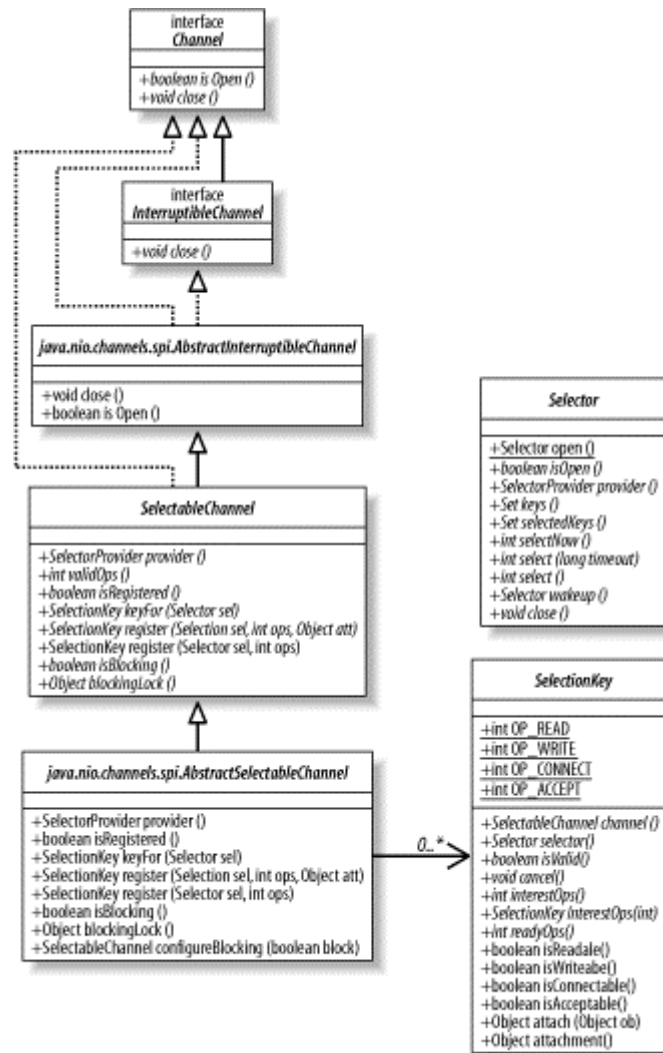 interface
Channel
+boolean is Open ()
+void close ()
interface
InterruptibleChannel
+void close ()
java.nio.channels.spi.AbstractInterruptibleChannel
+void close ()
+boolean is Open ()
SelectableChannel
+SelectorProvider provider ()
+int validOps ()
+boolean isRegistered ()
+SelectionKey keyFor (Selector sel)
+SelectionKey register (Selection sel, int ops, Object att)
+SelectionKey register (Selector sel, int ops)
+boolean isBlocking ()
+Object blockingLock ()
java.nio.channels.spi.AbstractSelectableChannel
+SelectorProvider provider ()
+boolean isRegistered ()
+SelectionKey keyFor (Selector sel)
+SelectionKey register (Selection sel, int ops, Object att)
+SelectionKey register (Selector sel, int ops)
+boolean isBlocking ()
+Object blockingLock ()
+SelectableChannel configureBlocking (boolean block)
0...*
Selector
+Selector open ()
+boolean isOpen ()
+SelectorProvider provider ()
+Set keys ()
+Set selectedKeys ()
+int selectNow ()
+int select (long timeout)
+int select ()
+Selector wakeup ()
+void close ()
SelectionKey
+int OP_READ
+int OP_WRITE
+int OP_CONNECT
+int OP_ACCEPT
+SelectableChannel channel ()
+Selector selector()
+boolean isValid()
+void cancel()
+int interestOps()
+SelectionKey InterestOps(int)
+int readyOps()
+boolean isReadale()
+boolean isWriteabe()
+boolean isConnectable()
+boolean isAcceptable()
+Object attach (Object ob)
+Object attachment()